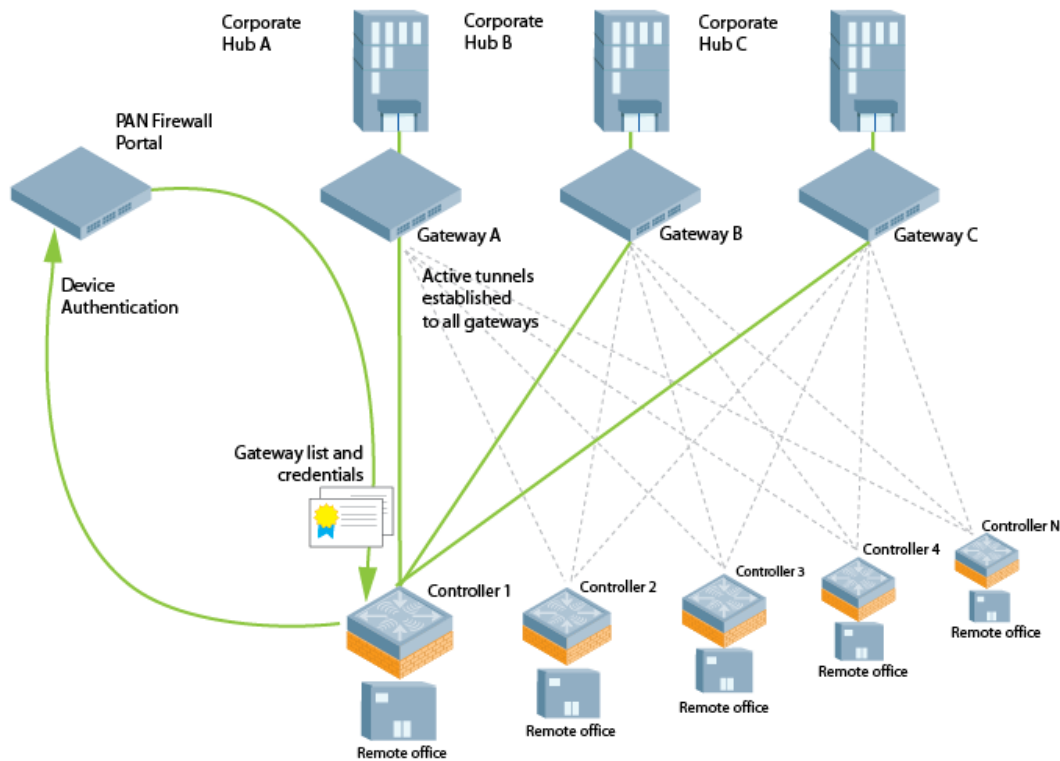 Corporate
Hub A
Corporate
Hub B
Corporate
Hub C
PAN Firewall
Portal
Gateway A
Gateway B
Gateway C
Device
Authentication
Active tunnels
established
to all gateways
Gateway list and
credentials
Controller 1
Controller 2
Controller 3
Controller 4
Controller N
Remote office
Remote office
Remote office
Remote office
Remote office